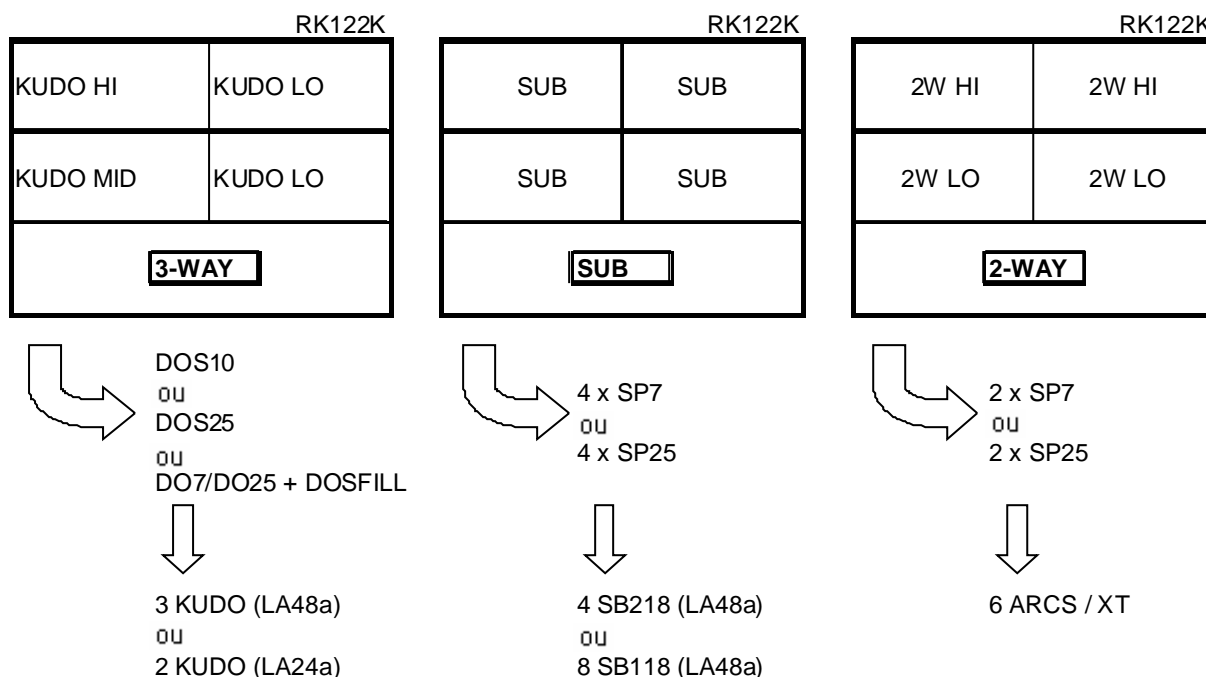 RK122K
KUDO HI KUDO LO
KUDO MID KUDO LO
3-WAY
DOS10
ou
DOS25
ou
DO7/DO25 + DOSFILL
3 KUDO (LA48a)
ou
2 KUDO (LA24a)
RK122K
SUB SUB
SUB SUB
SUB
4 x SP7
ou
4 x SP25
4 SB218 (LA48a)
ou
8 SB118 (LA48a)
RK122K
2W HI 2W HI
2W LO 2W LO
2-WAY
2 x SP7
ou
2 x SP25
6 ARCS / XT